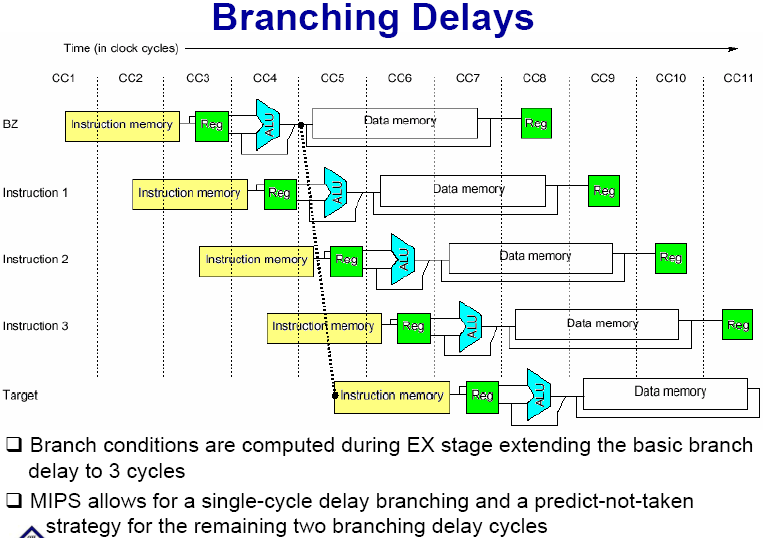 Branching Delays
Time (in clock cycles)
CC1 CC2 CC3 CC4 CC5 CC6 CC7 CC8 CC9 CC10 CC11
BZ Instruction memory Reg ALU Data memory Reg
Instruction 1 Instruction memory Reg ALU Data memory Reg
Instruction 2 Instruction memory Reg ALU Data memory Reg
Instruction 3 Instruction memory Reg ALU Data memory Reg
Target Instruction memory Reg ALU Data memory
❑ Branch conditions are computed during EX stage extending the basic branch
delay to 3 cycles
❑ MIPS allows for a single-cycle delay branching and a predict-not-taken
strategy for the remaining two branching delay cycles